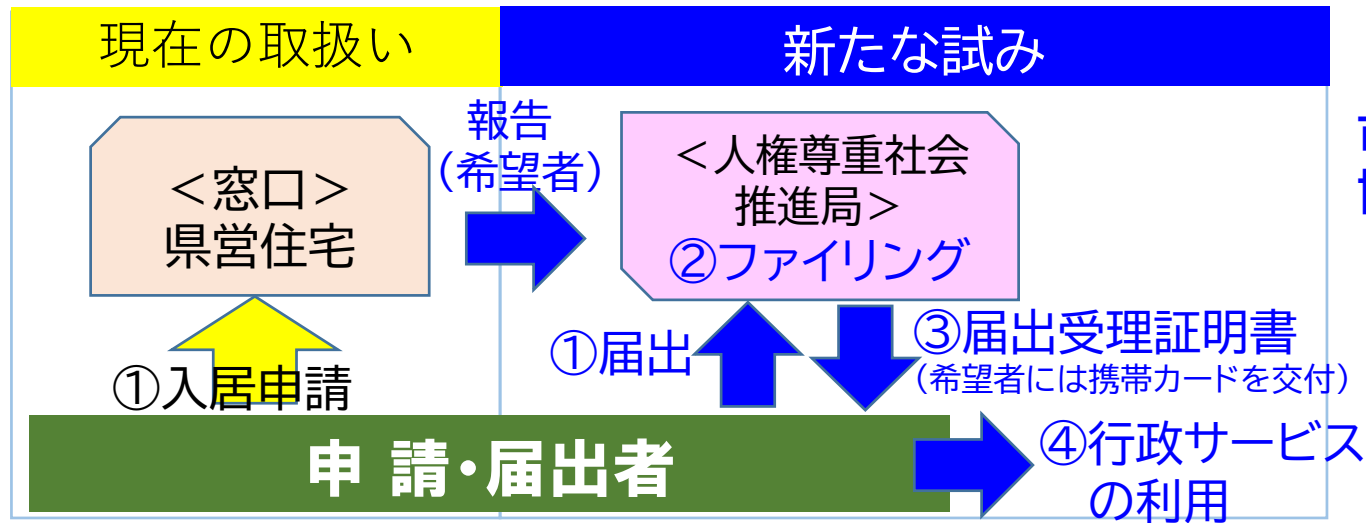 現在の取扱い
新たな試み
<窓口>
県営住宅
報告
(希望者)
<人権尊重社会
推進局>
②ファイリング
①入居申請
①届出
③届出受理証明書
(希望者には携帯カードを交付)
申請・届出者
④行政サービス
の利用